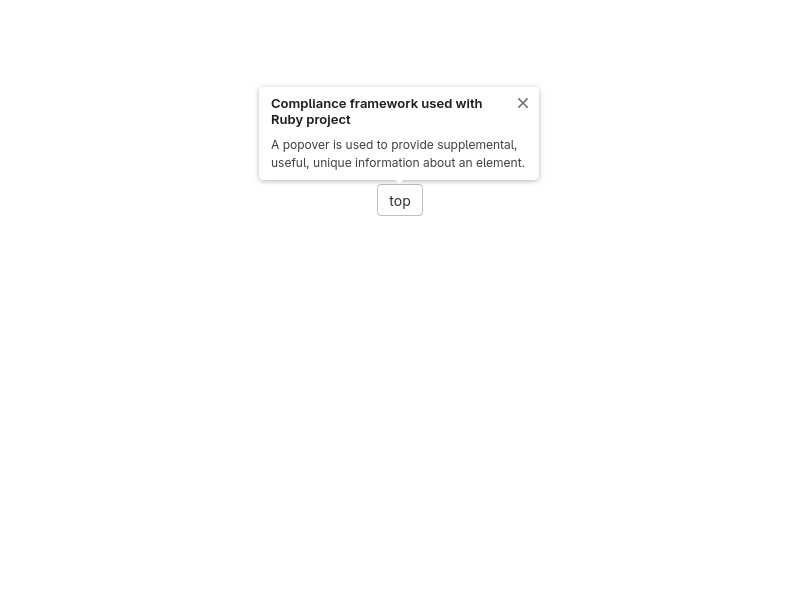 Compliance framework used with
Ruby project
A popover is used to provide supplemental,
useful, unique information about an element.
top